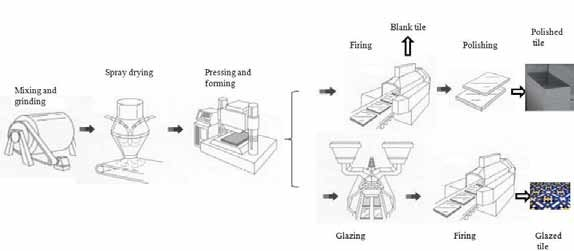 Mixing and
grinding
Spray drying
Pressing and
forming
Firing
Blank tile
Polishing
Polished
tile
Glazing
Firing
Glazed
tile